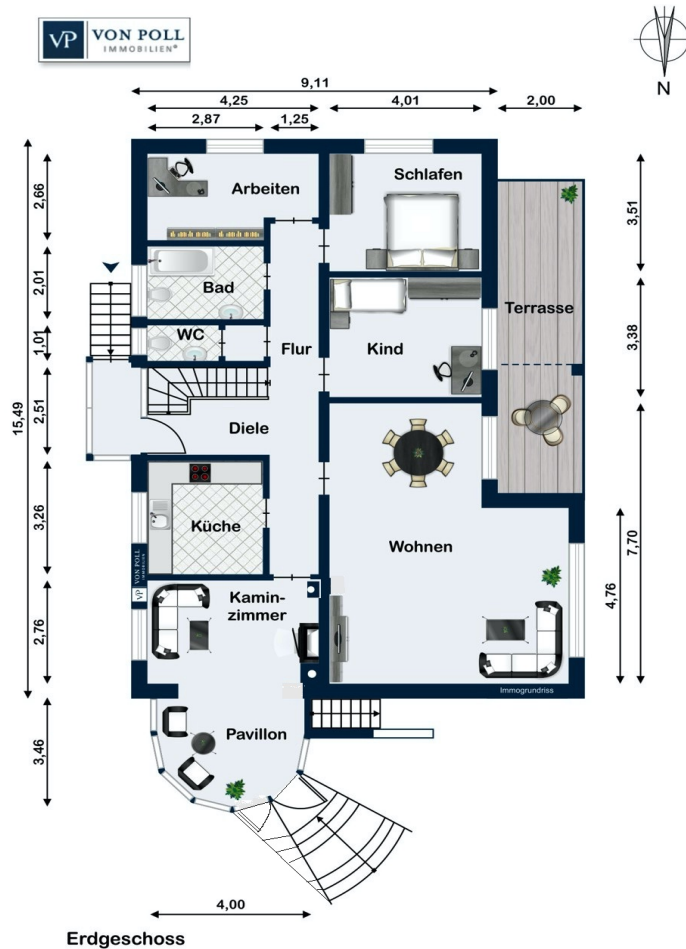 VP VON POLL
IMMOBILIEN®
N
9,11
4,25
4,01
2,00
2,87
1,25
Arbeiten
Schlafen
2,66
3,51
2,01
Bad
Terrasse
1,01
WC
Flur
Kind
3,38
15,49
2,51
Diele
3,26
Küche
Wohnen
7,70
4,76
VP VON POLL
IMMOBILIEN
Kamin-
zimmer
2,76
Immogrundriss
3,46
Pavillon
4,00
Erdgeschoss